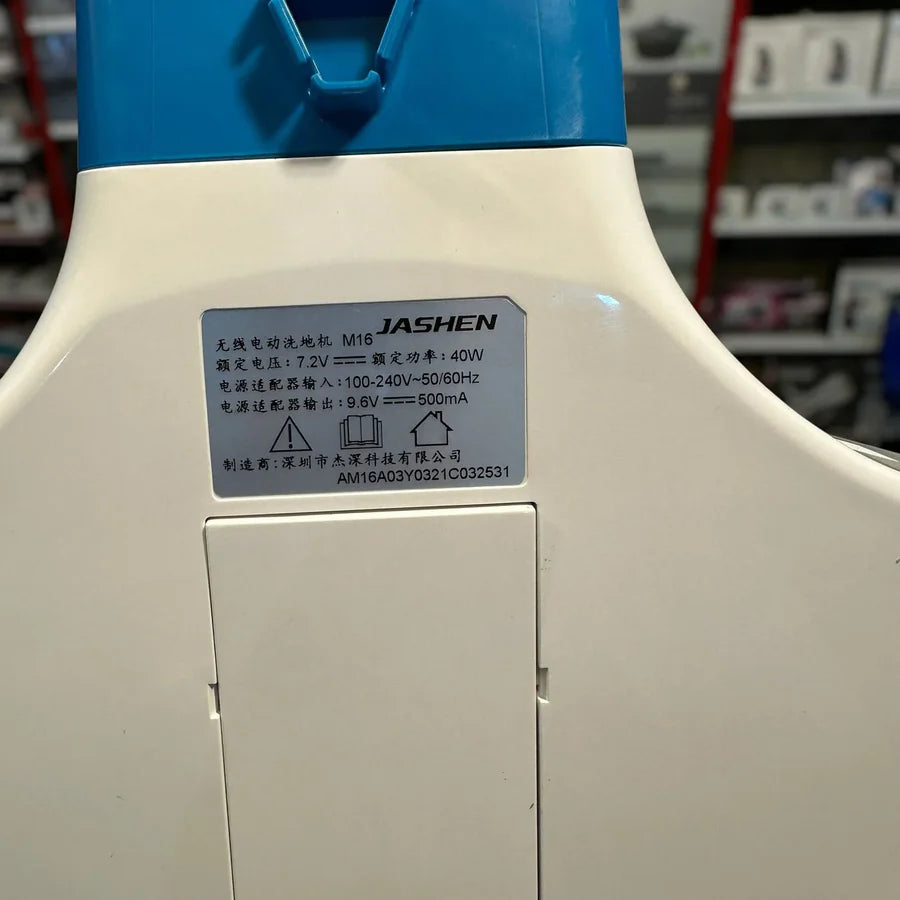 JASHEN
无线电动洗地机 M16
额定电压：7.2V ⎓ 额定功率：40W
电源适配器输入：100-240V~50/60Hz
电源适配器输出：9.6V ⎓ 500mA
制造商：深圳市杰深科技有限公司
AM16A03Y0321C032531